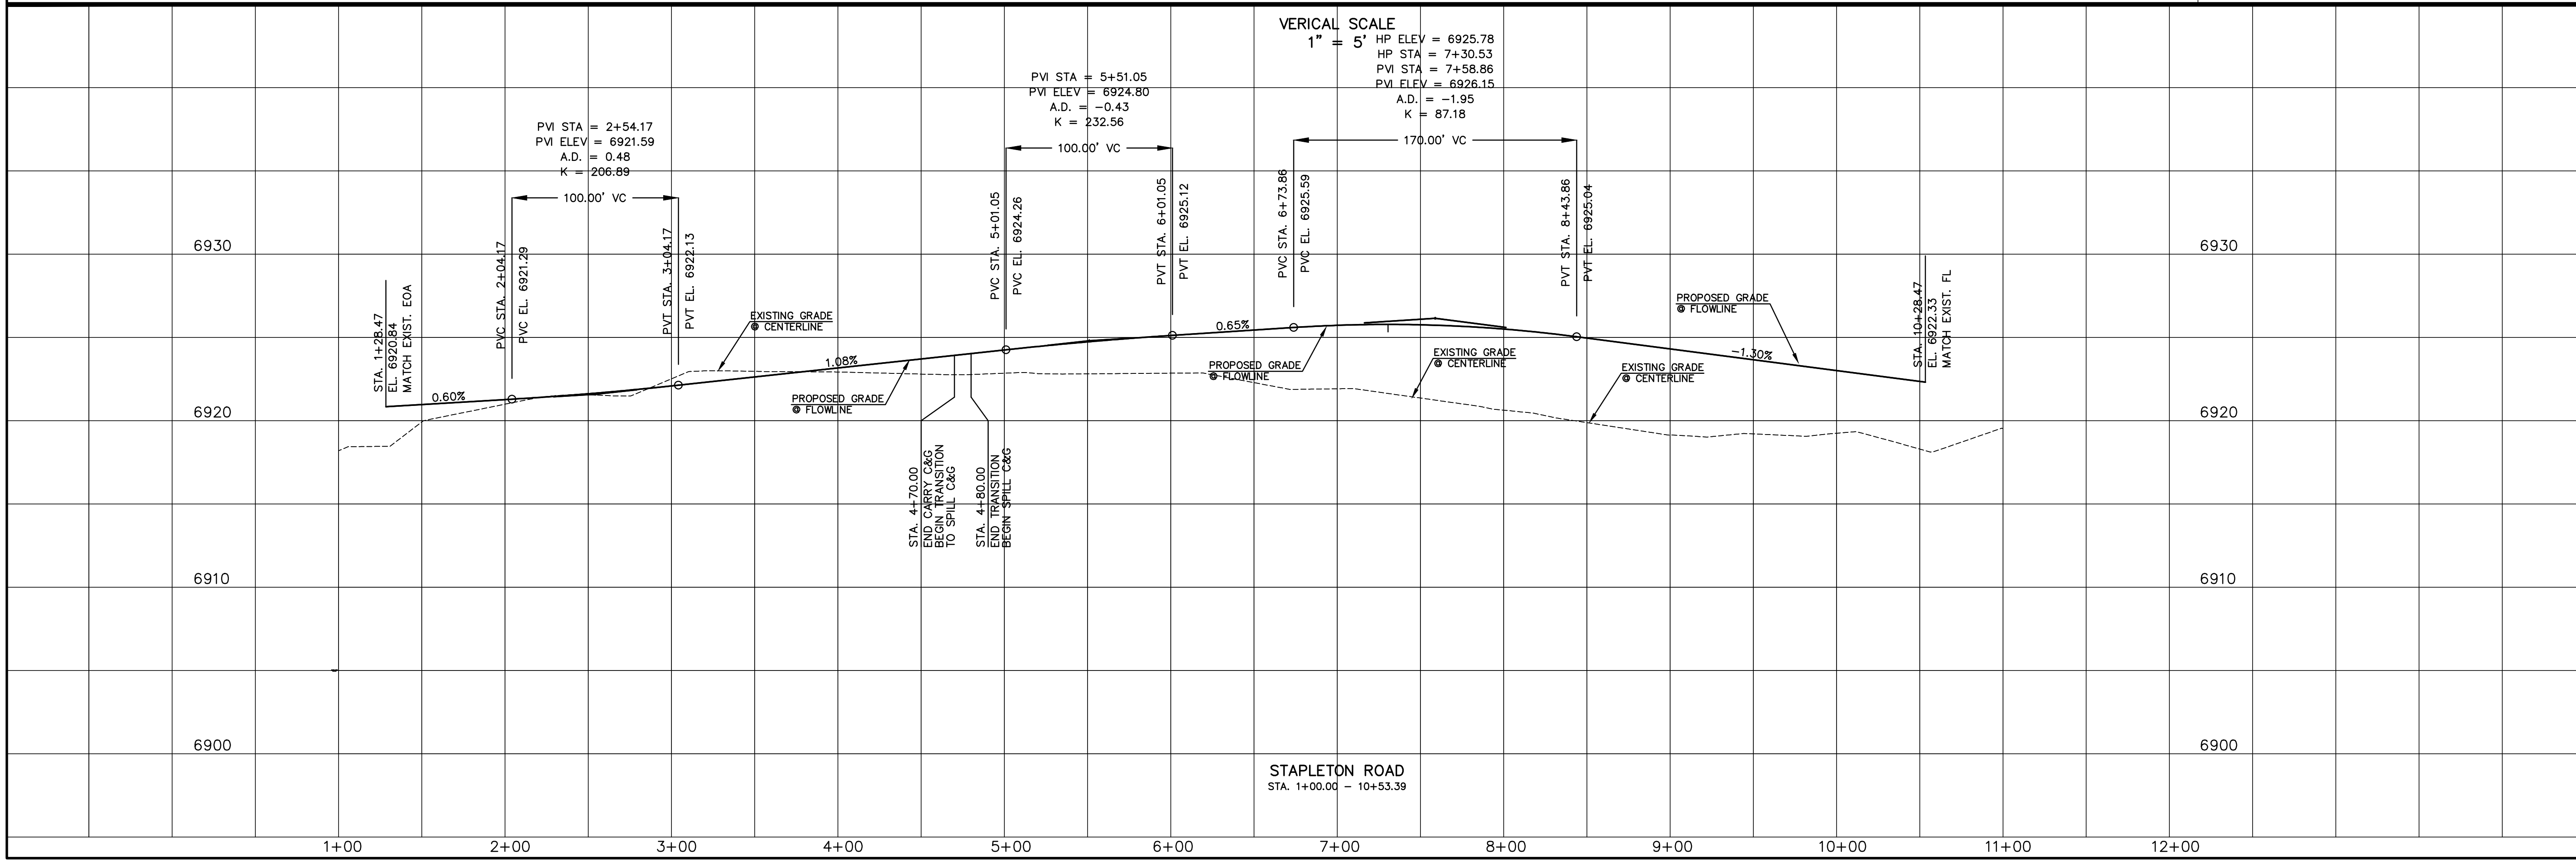 VERICAL SCALE
1" = 5'
HP ELEV = 6925.78
HP STA = 7+30.53
PVI STA = 7+58.86
PVI ELEV = 6926.15
A.D. = -1.95
K = 87.18
170.00' VC
PVI STA = 5+51.05
PVI ELEV = 6924.80
A.D. = -0.43
K = 232.56
100.00' VC
PVI STA = 2+54.17
PVI ELEV = 6921.59
A.D. = 0.48
K = 206.89
100.00' VC
STA. 1+28.47
EL. 6920.84
MATCH EXIST. EOA
PVC STA. 2+04.17
PVC EL. 6921.29
PVT STA. 3+04.17
PVT EL. 6922.13
PVC STA. 5+01.05
PVC EL. 6924.26
PVT STA. 6+01.05
PVT EL. 6925.12
PVC STA. 6+73.86
PVC EL. 6925.59
PVT STA. 8+43.86
PVT EL. 6925.04
STA. 10+28.47
EL. 6922.33
MATCH EXIST. FL
6930
6930
EXISTING GRADE
@ CENTERLINE
PROPOSED GRADE
@ FLOWLINE
0.60%
1.08%
0.65%
-1.30%
PROPOSED GRADE
@ FLOWLINE
PROPOSED GRADE
@ FLOWLINE
EXISTING GRADE
@ CENTERLINE
EXISTING GRADE
@ CENTERLINE
6920
6920
STA. 4+70.00
END CARRY C&G
BEGIN TRANSITION
TO SPILL C&G
STA. 4+80.00
END TRANSITION
BEGIN SPILL C&G
6910
6910
6900
6900
STAPLETON ROAD
STA. 1+00.00 - 10+53.39
1+00
2+00
3+00
4+00
5+00
6+00
7+00
8+00
9+00
10+00
11+00
12+00